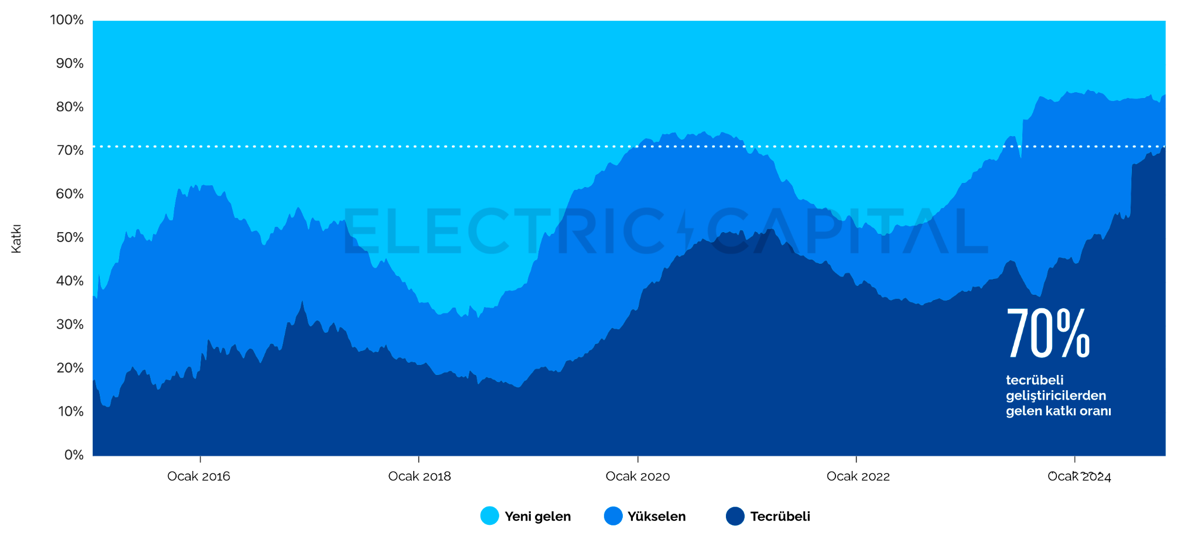 100%
90%
80%
70%
60%
50%
40%
30%
20%
10%
0%
Katkı
ELECTRIC CAPITAL
70%
tecrübeli
geliştiricilerden
gelen katkı oranı
Ocak 2016
Ocak 2018
Ocak 2020
Ocak 2022
Ocak 2024
Yeni gelen
Yükselen
Tecrübeli